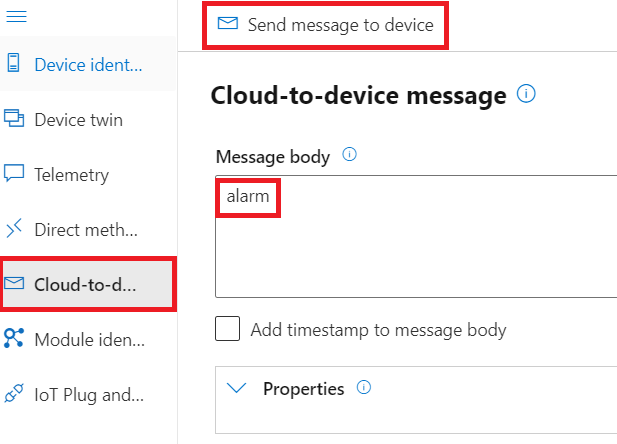 Send message to device
Device ident...
Cloud-to-device message
Device twin
Message body
Telemetry
alarm
Direct meth...
Cloud-to-d...
Add timestamp to message body
Module iden...
Properties
IoT Plug and...